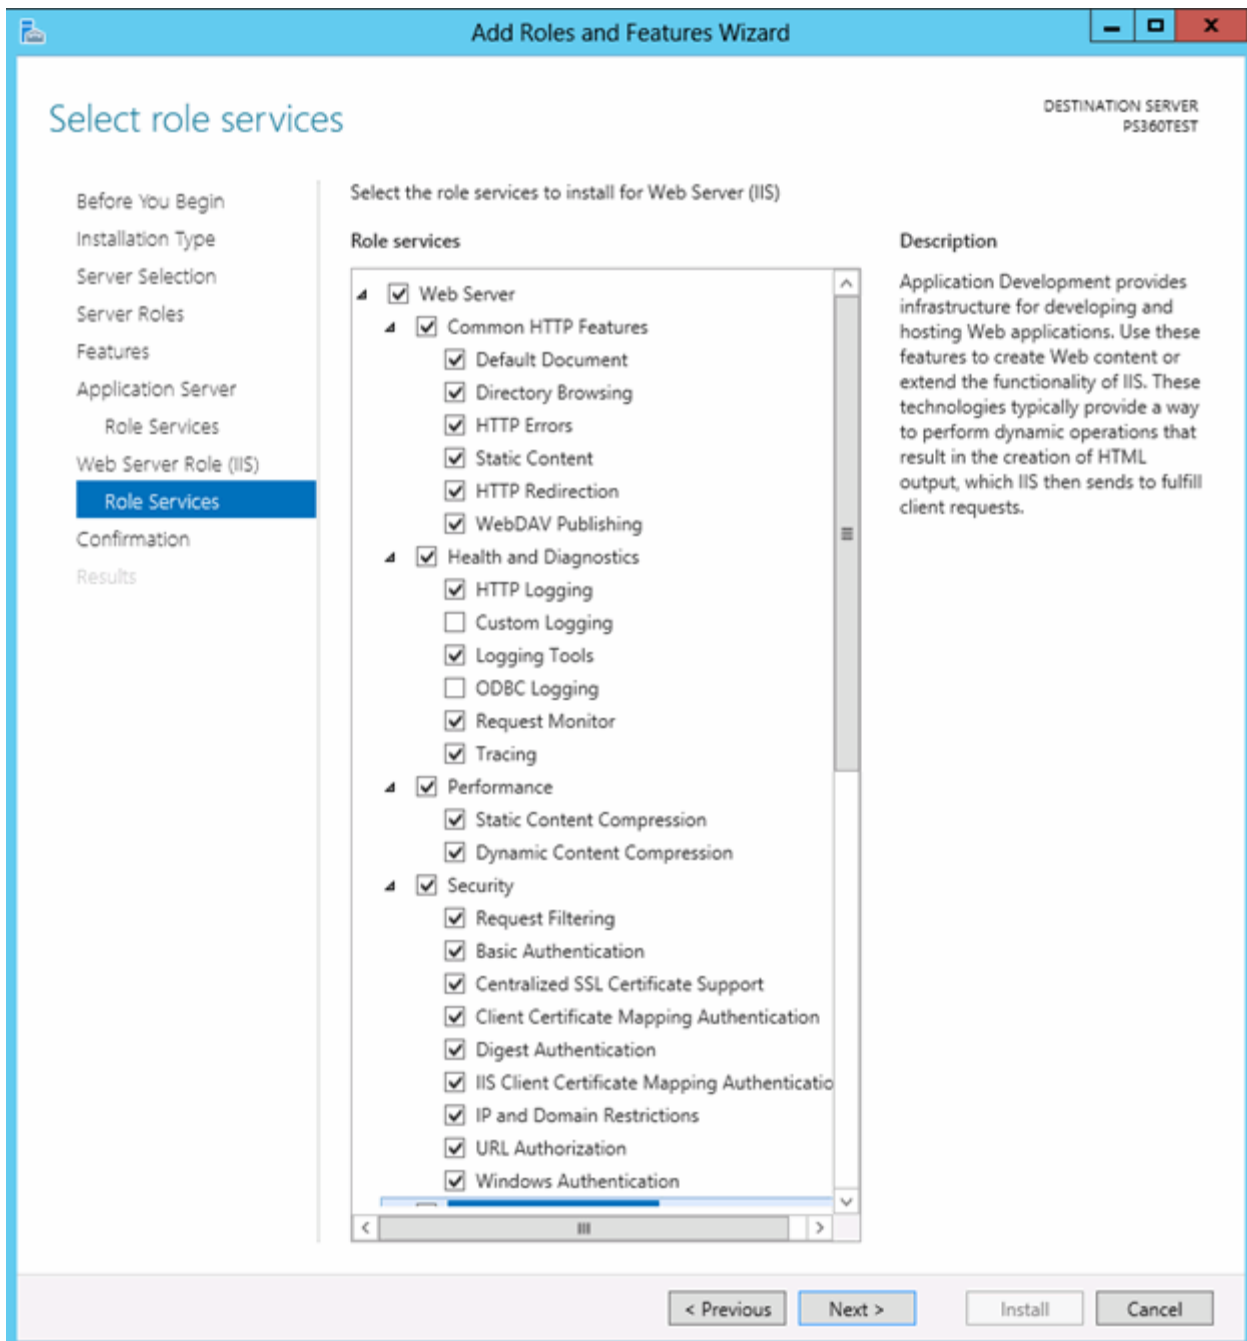 Add Roles and Features Wizard
Select role services
DESTINATION SERVER
PS360TEST
Before You Begin
Installation Type
Server Selection
Server Roles
Features
Application Server
Role Services
Web Server Role (IIS)
Role Services
Confirmation
Results
Select the role services to install for Web Server (IIS)
Role services
Web Server
Common HTTP Features
Default Document
Directory Browsing
HTTP Errors
Static Content
HTTP Redirection
WebDAV Publishing
Health and Diagnostics
HTTP Logging
Custom Logging
Logging Tools
ODBC Logging
Request Monitor
Tracing
Performance
Static Content Compression
Dynamic Content Compression
Security
Request Filtering
Basic Authentication
Centralized SSL Certificate Support
Client Certificate Mapping Authentication
Digest Authentication
IIS Client Certificate Mapping Authenticatio
IP and Domain Restrictions
URL Authorization
Windows Authentication
Description
Application Development provides
infrastructure for developing and
hosting Web applications. Use these
features to create Web content or
extend the functionality of IIS. These
technologies typically provide a way
to perform dynamic operations that
result in the creation of HTML
output, which IIS then sends to fulfill
client requests.
< Previous
Next >
Install
Cancel